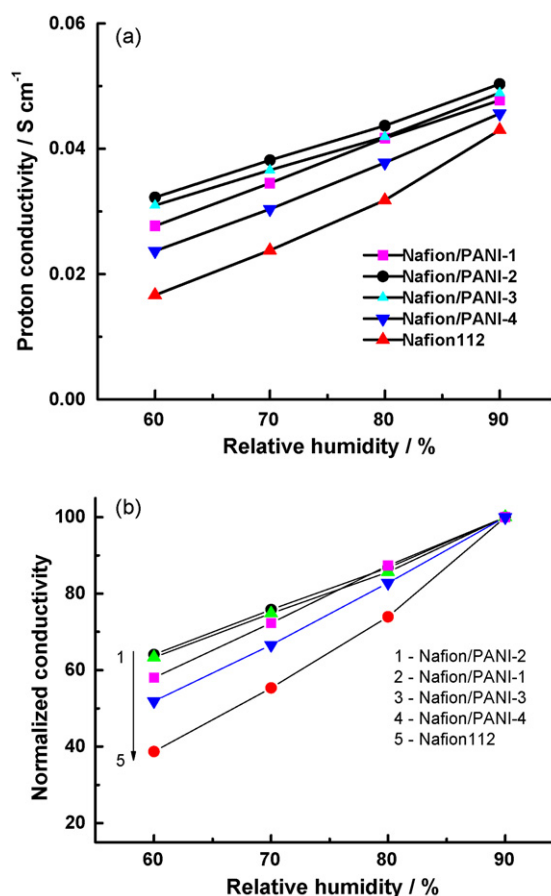 (a)
0.06
0.04
0.02
0.00
Proton conductivity / S cm⁻¹
Nafion/PANI-1
Nafion/PANI-2
Nafion/PANI-3
Nafion/PANI-4
Nafion112
60 70 80 90
Relative humidity / %
(b)
100
80
60
40
20
Normalized conductivity
1
5
1 - Nafion/PANI-2
2 - Nafion/PANI-1
3 - Nafion/PANI-3
4 - Nafion/PANI-4
5 - Nafion112
60 70 80 90
Relative humidity / %